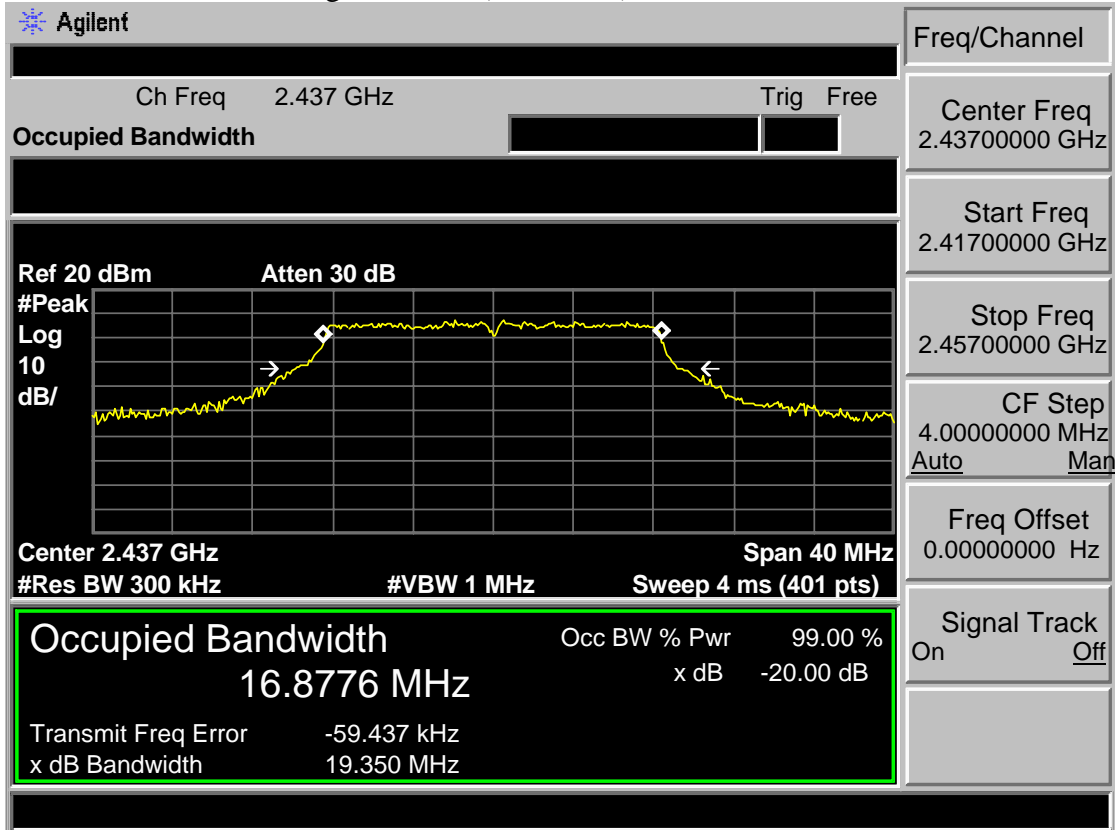 Agilent
Freq/Channel
Ch Freq 2.437 GHz Trig Free
Occupied Bandwidth
Center Freq
2.43700000 GHz
Start Freq
2.41700000 GHz
Stop Freq
2.45700000 GHz
CF Step
4.00000000 MHz
Auto Man
Freq Offset
0.00000000 Hz
Signal Track
On Off
Ref 20 dBm Atten 30 dB
#Peak
Log
10
dB/
Center 2.437 GHz Span 40 MHz
#Res BW 300 kHz #VBW 1 MHz Sweep 4 ms (401 pts)
Occupied Bandwidth Occ BW % Pwr 99.00 %
16.8776 MHz x dB -20.00 dB
Transmit Freq Error -59.437 kHz
x dB Bandwidth 19.350 MHz